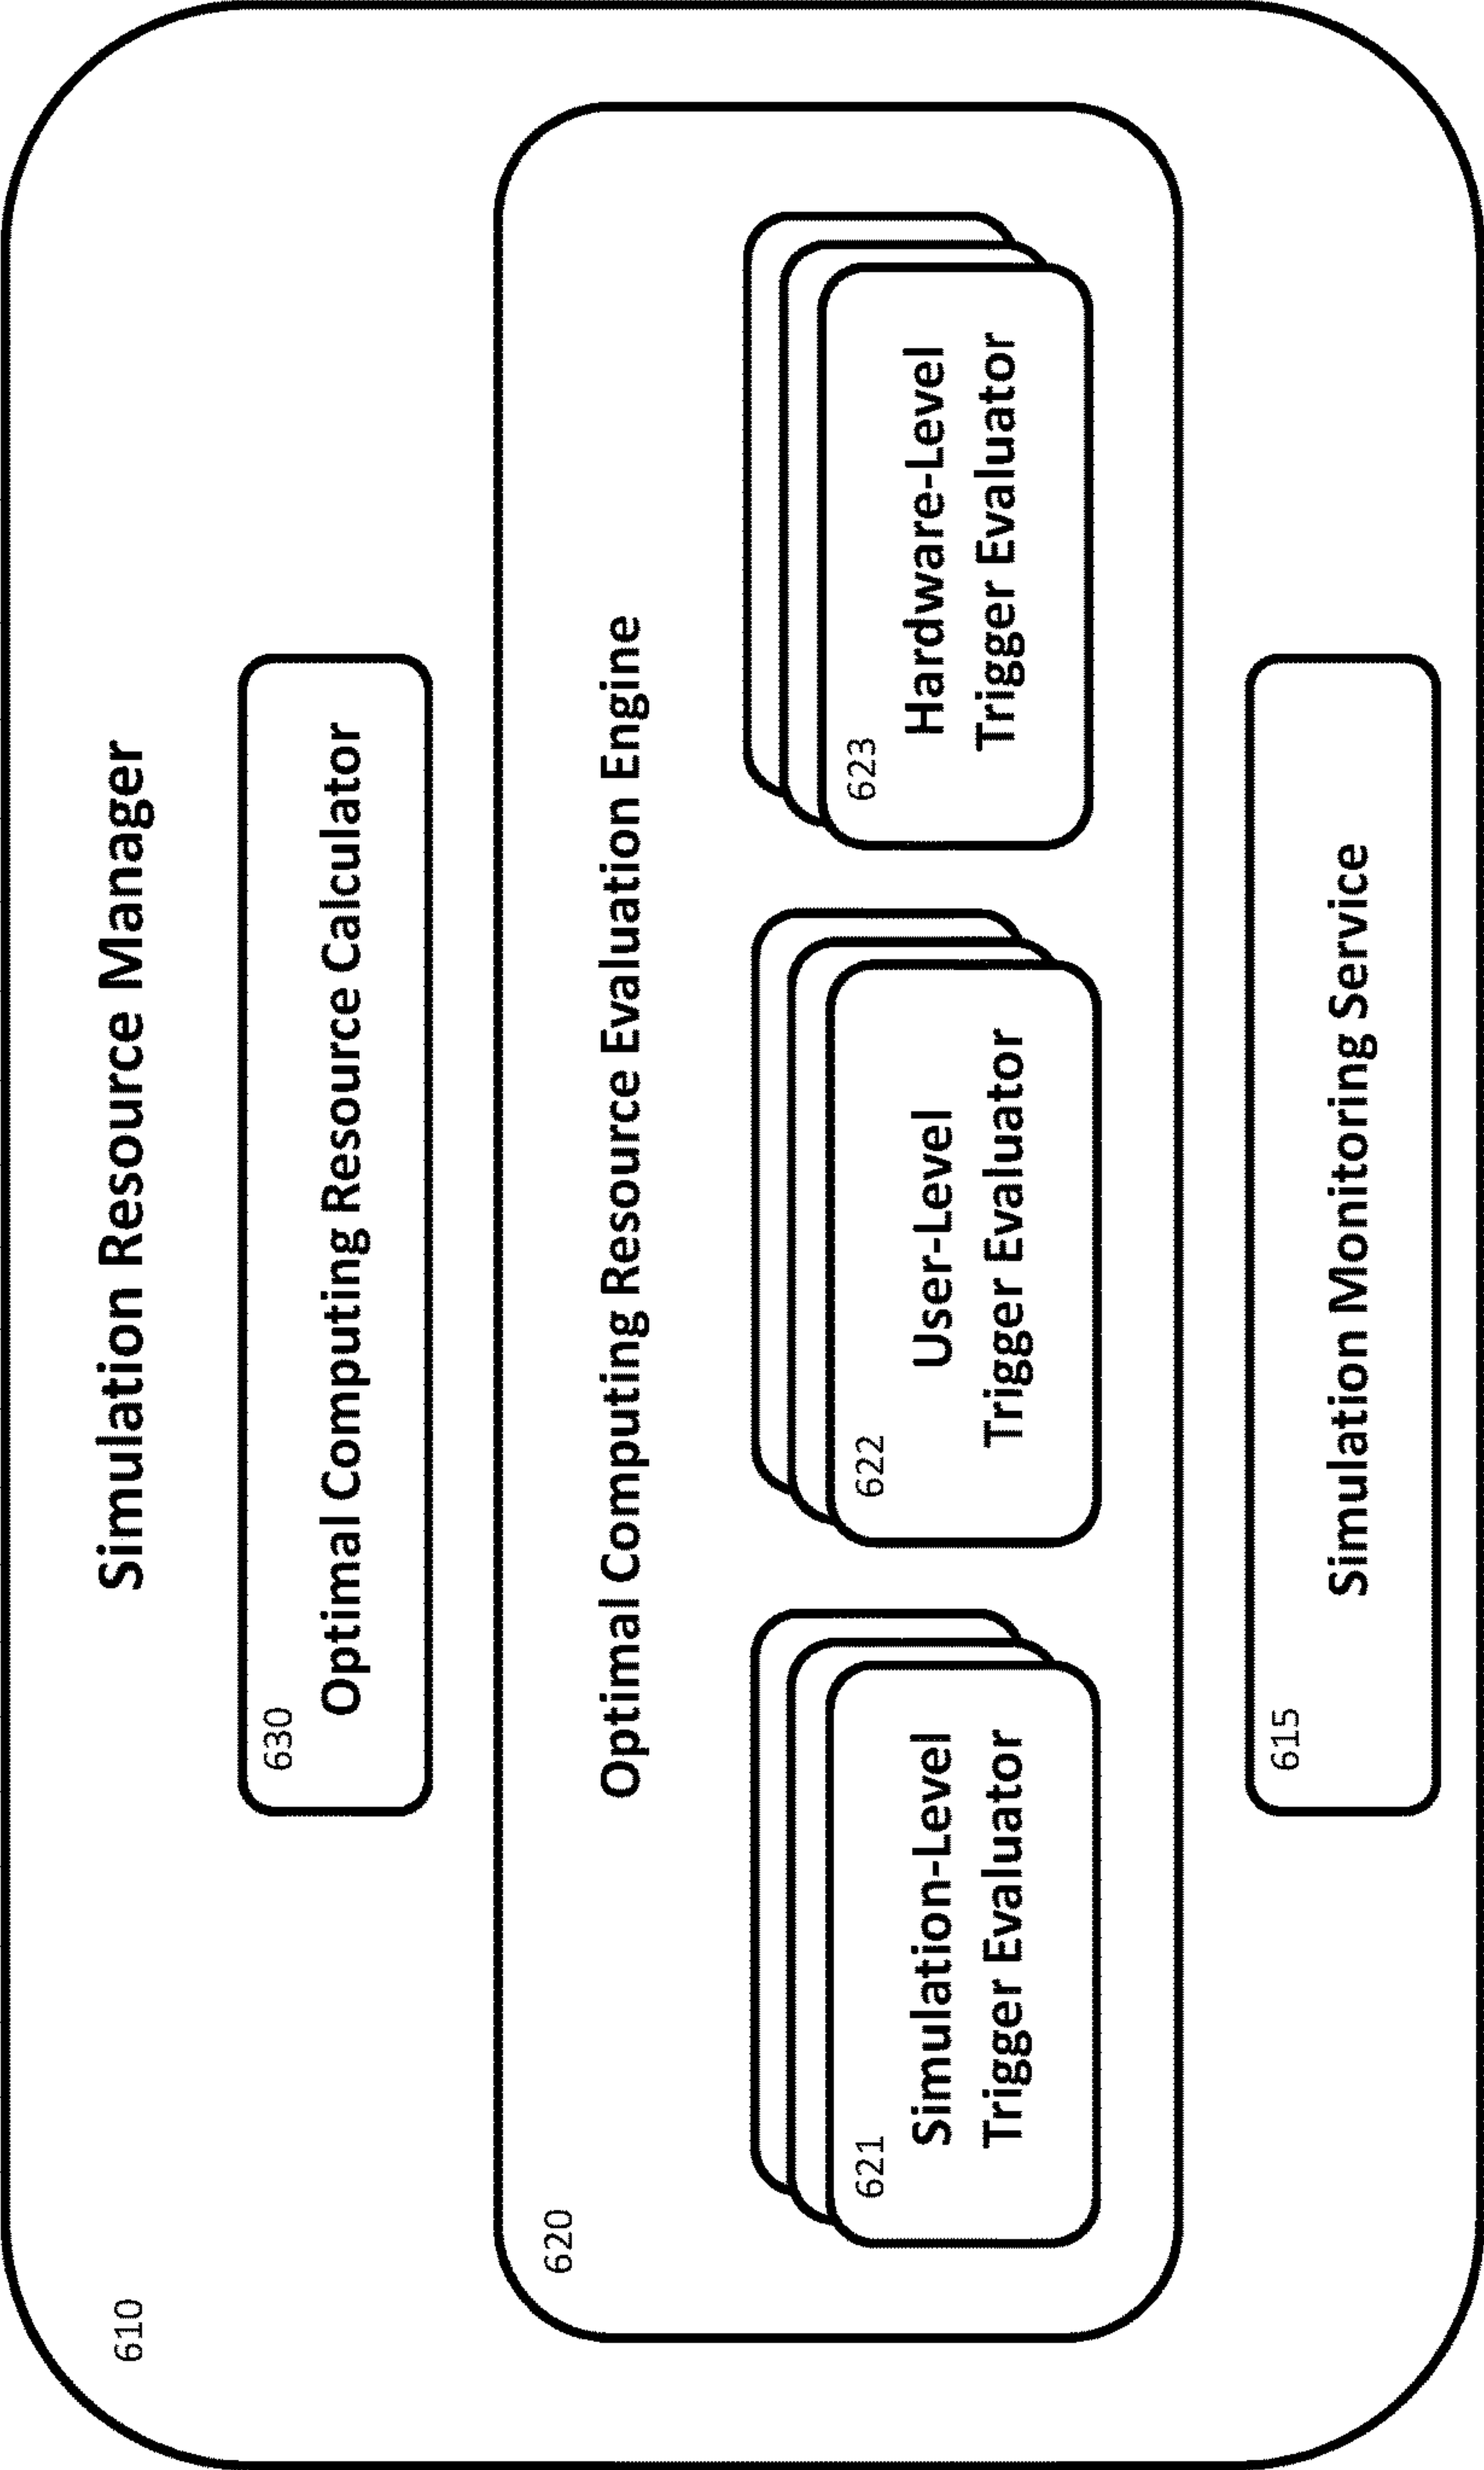 610
Simulation Resource Manager
630
Optimal Computing Resource Calculator
620
Optimal Computing Resource Evaluation Engine
621
Simulation-Level
Trigger Evaluator
622
User-Level
Trigger Evaluator
623
Hardware-Level
Trigger Evaluator
615
Simulation Monitoring Service